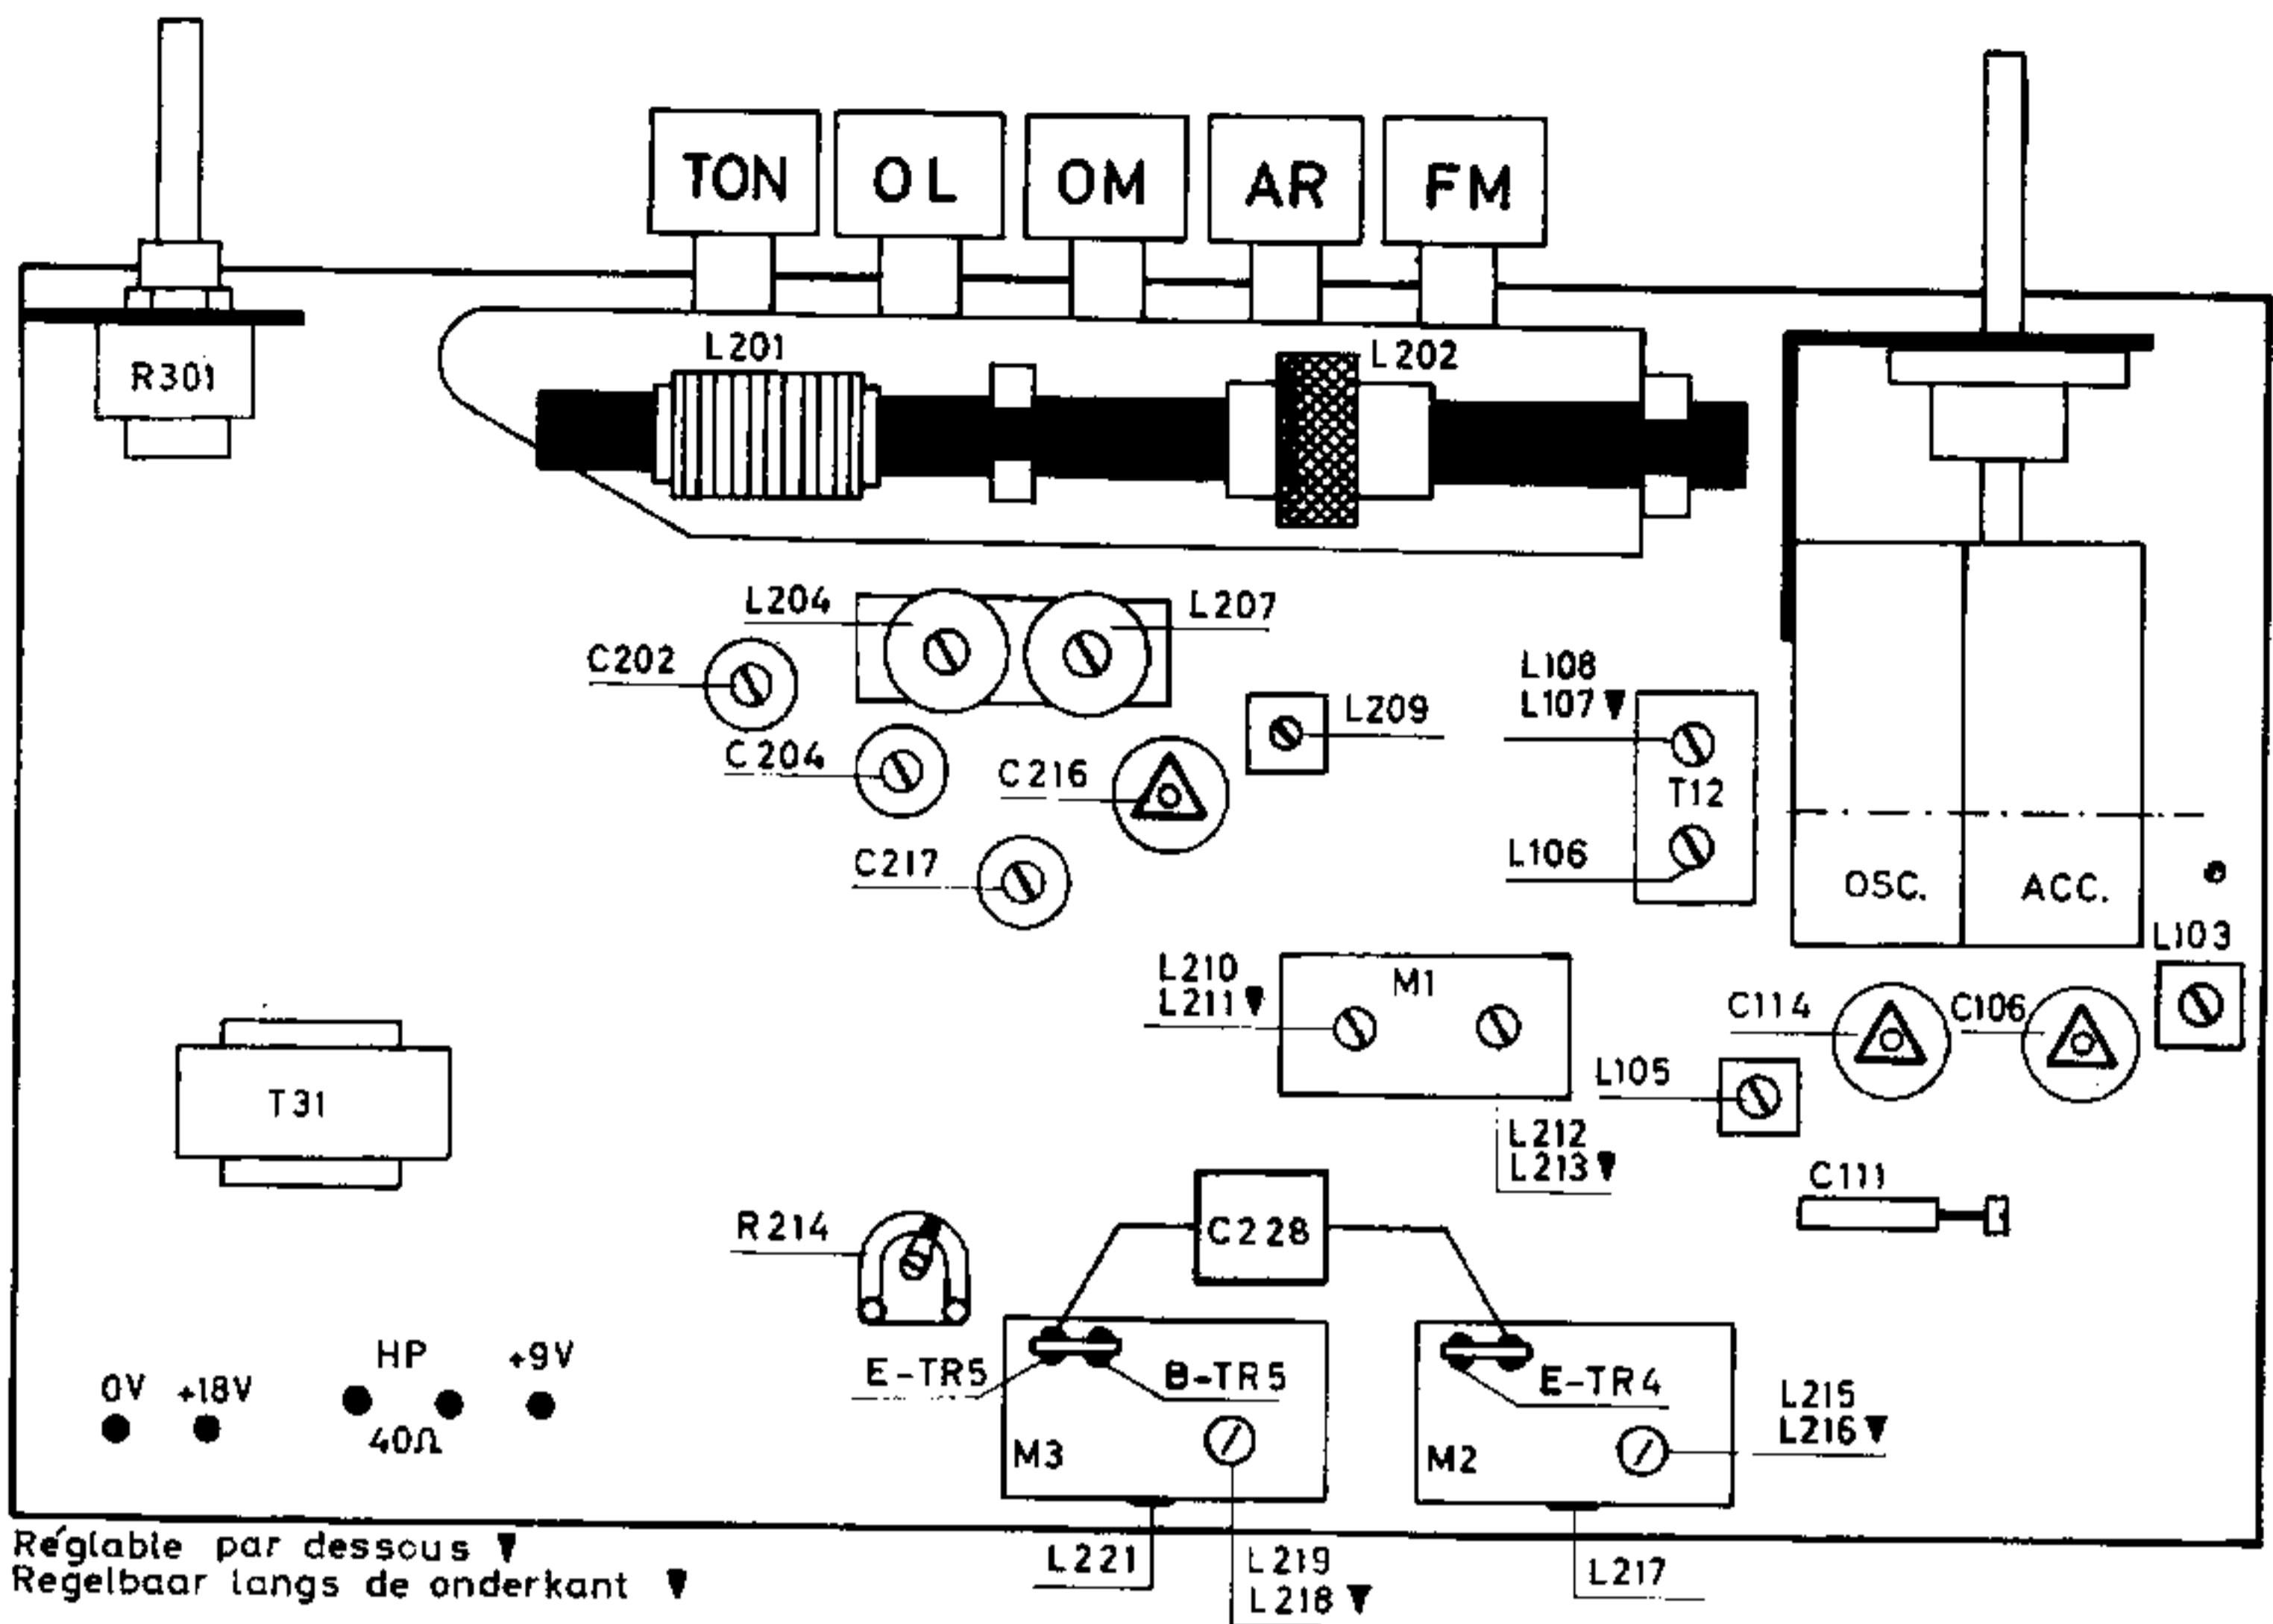 TON
OL
OM
AR
FM
R301
L201
L202
L204
L207
C202
L209
C204
C216
C217
L108
L107▼
T12
L106
OSC.
ACC.
L103
L210
L211▼
M1
C114
C106
L105
T31
L212
L213▼
C111
R214
C228
0V
+18V
HP
40Ω
+9V
E-TR5
B-TR5
E-TR4
L215
L216▼
M3
M2
Réglable par dessous ▼
Regelbaar langs de onderkant ▼
L221
L219
L218▼
L217